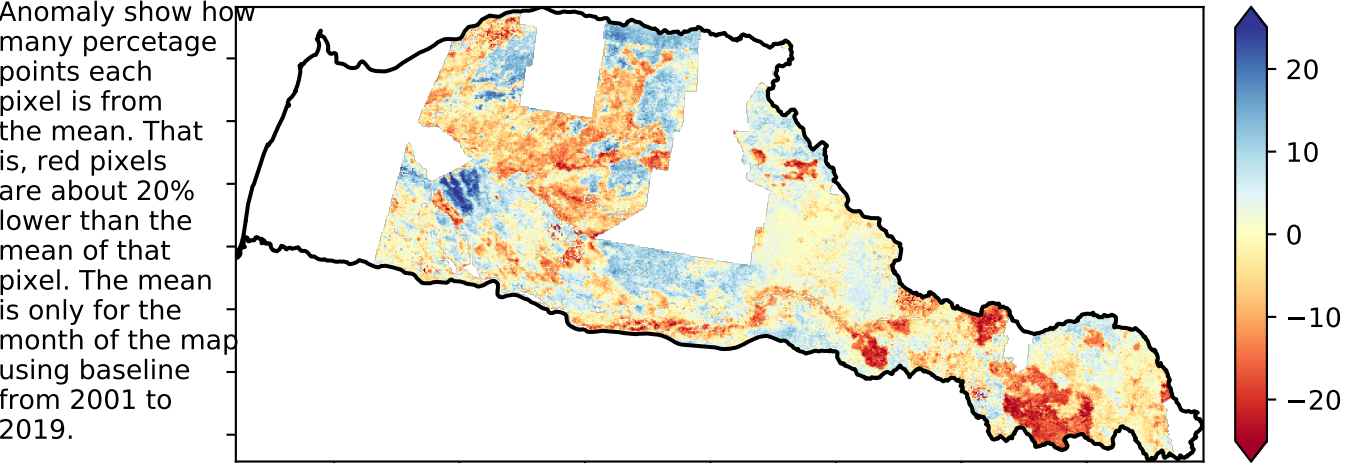 Anomaly show how
many percetage
points each
pixel is from
the mean. That
is, red pixels
are about 20%
lower than the
mean of that
pixel. The mean
is only for the
month of the map
using baseline
from 2001 to
2019.
20
10
0
−10
−20